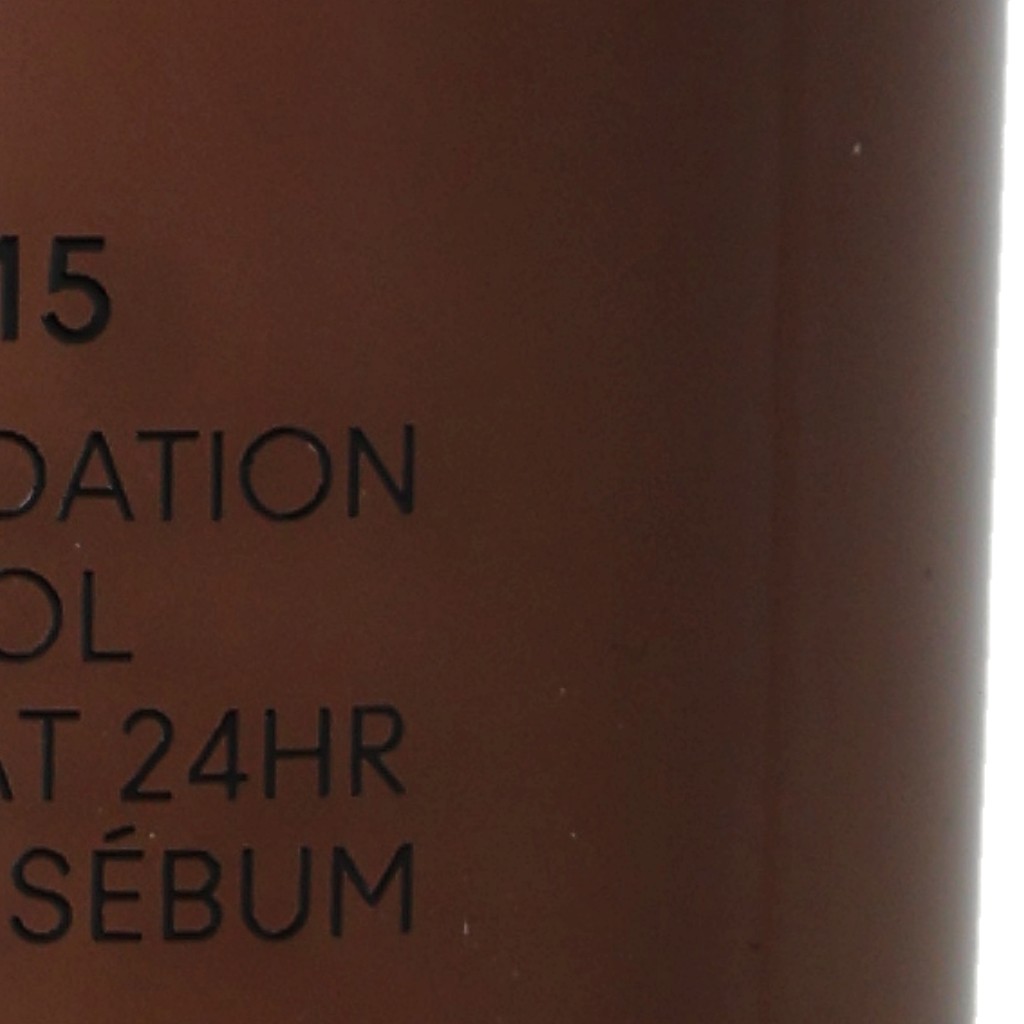 15
DATION
OL
AT 24HR
SÉBUM